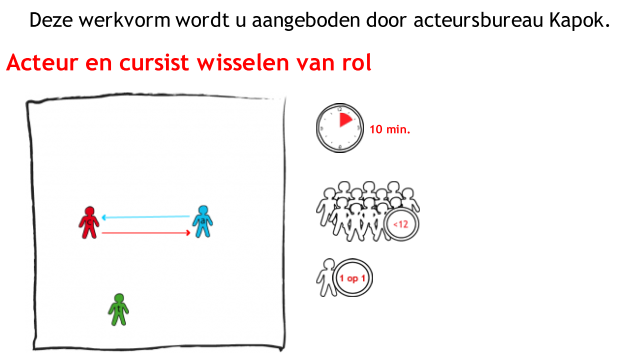 Deze werkvorm wordt u aangeboden door acteursbureau Kapok.
Acteur en cursist wisselen van rol
10 min.
<12
1 op 1